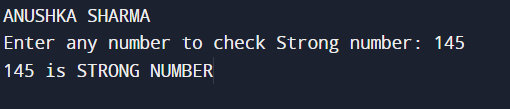 ANUSHKA SHARMA
Enter any number to check Strong number: 145
145 is STRONG NUMBER